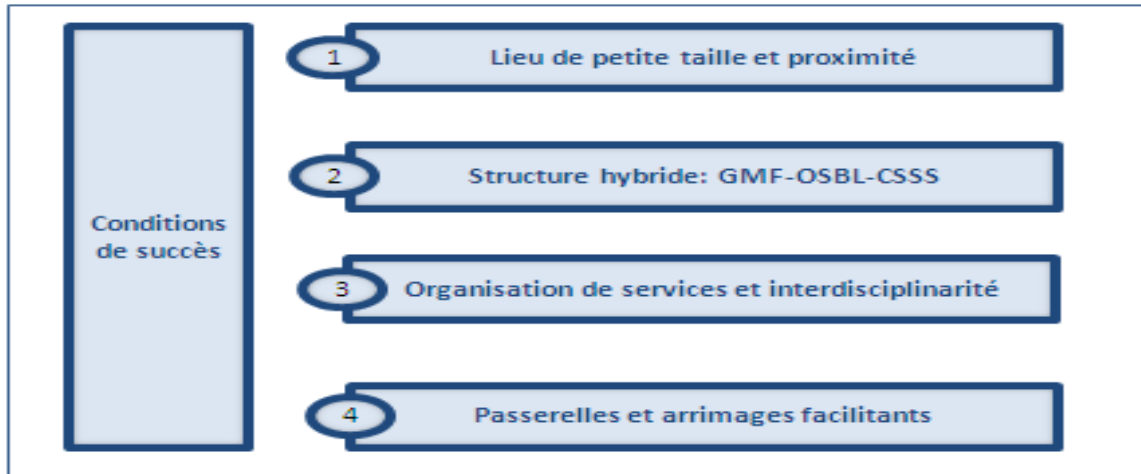 Conditions
de succès
1
Lieu de petite taille et proximité
2
Structure hybride: GMF-OSBL-CSSS
3
Organisation de services et interdisciplinarité
4
Passerelles et arrimages facilitants